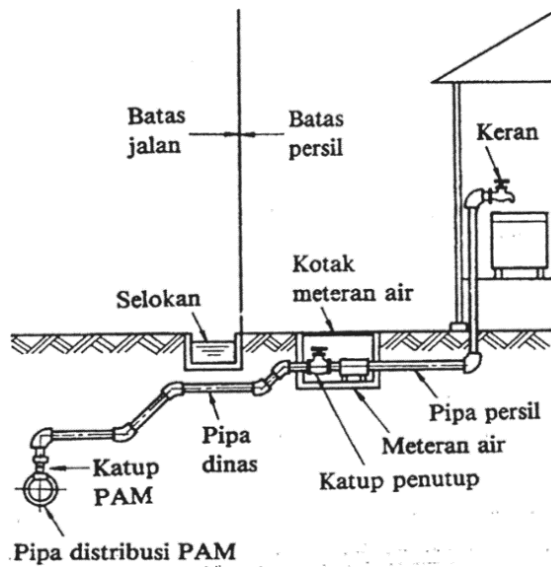 Batas
jalan
Batas
persil
Keran
Kotak
meteran air
Selokan
Pipa persil
Pipa
dinas
Meteran air
Katup penutup
Katup
PAM
Pipa distribusi PAM